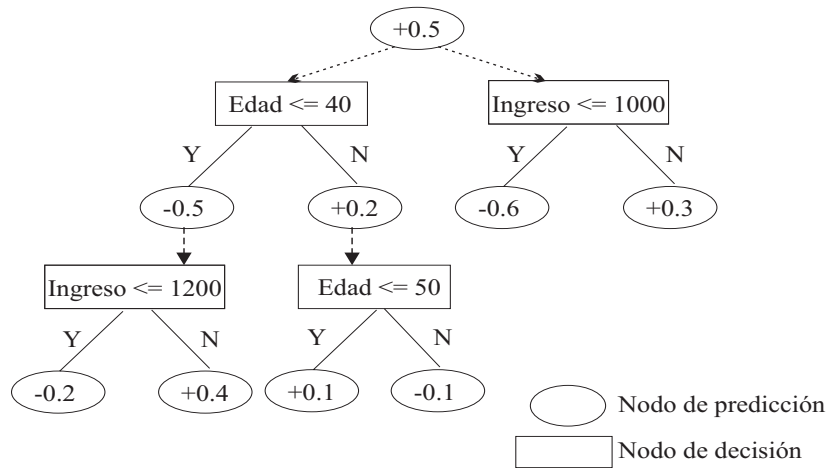 +0.5
Edad <= 40
Ingreso <= 1000
Y
N
Y
N
-0.5
+0.2
-0.6
+0.3
Ingreso <= 1200
Edad <= 50
Y
N
Y
N
-0.2
+0.4
+0.1
-0.1
Nodo de predicción
Nodo de decisión